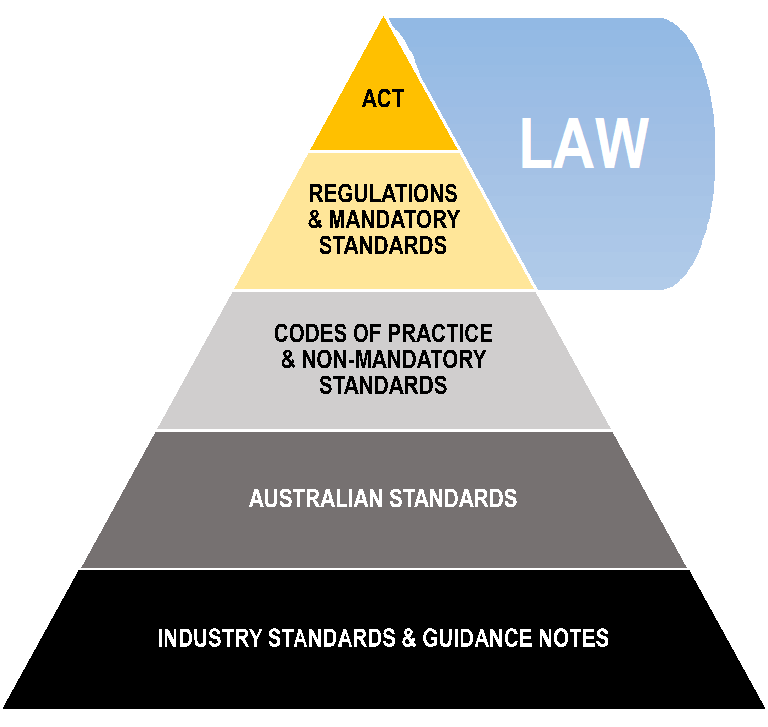 ACT
LAW
REGULATIONS
& MANDATORY
STANDARDS
CODES OF PRACTICE
& NON-MANDATORY
STANDARDS
AUSTRALIAN STANDARDS
INDUSTRY STANDARDS & GUIDANCE NOTES